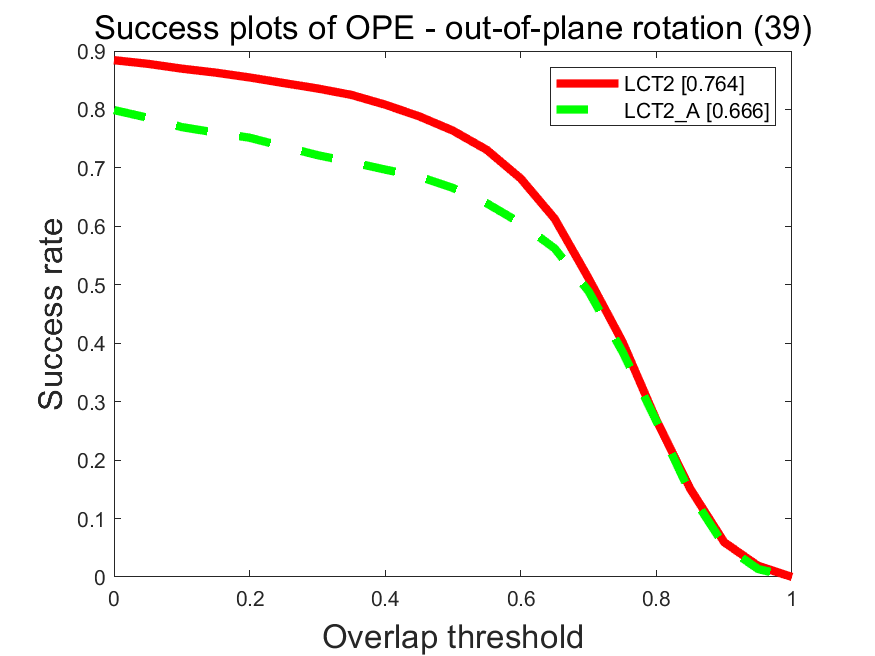 Success plots of OPE - out-of-plane rotation (39)
LCT2 [0.764]
LCT2_A [0.666]
0.9
0.8
0.7
0.6
0.5
0.4
0.3
0.2
0.1
0
Success rate
0 0.2 0.4 0.6 0.8 1
Overlap threshold